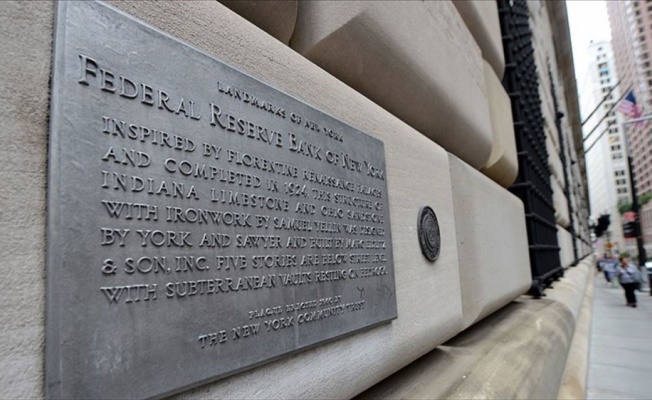 LANDMARKS OF NEW YORK
FEDERAL RESERVE BANK OF NEW YORK
INSPIRED BY FLORENTINE RENAISSANCE PALACES
AND COMPLETED IN 1924 THIS STRUCTURE OF
INDIANA LIMESTONE AND OHIO SANDSTONE
WITH IRONWORK BY SAMUEL YELLIN WAS DESIGNED
BY YORK AND SAWYER AND BUILT BY MARC EIDLITZ
& SON, INC. FIVE STORIES ARE BELOW STREET LEVEL
WITH SUBTERRANEAN VAULTS RESTING ON BEDROCK
PLAQUE ERECTED BY
THE NEW YORK COMMUNITY TRUST